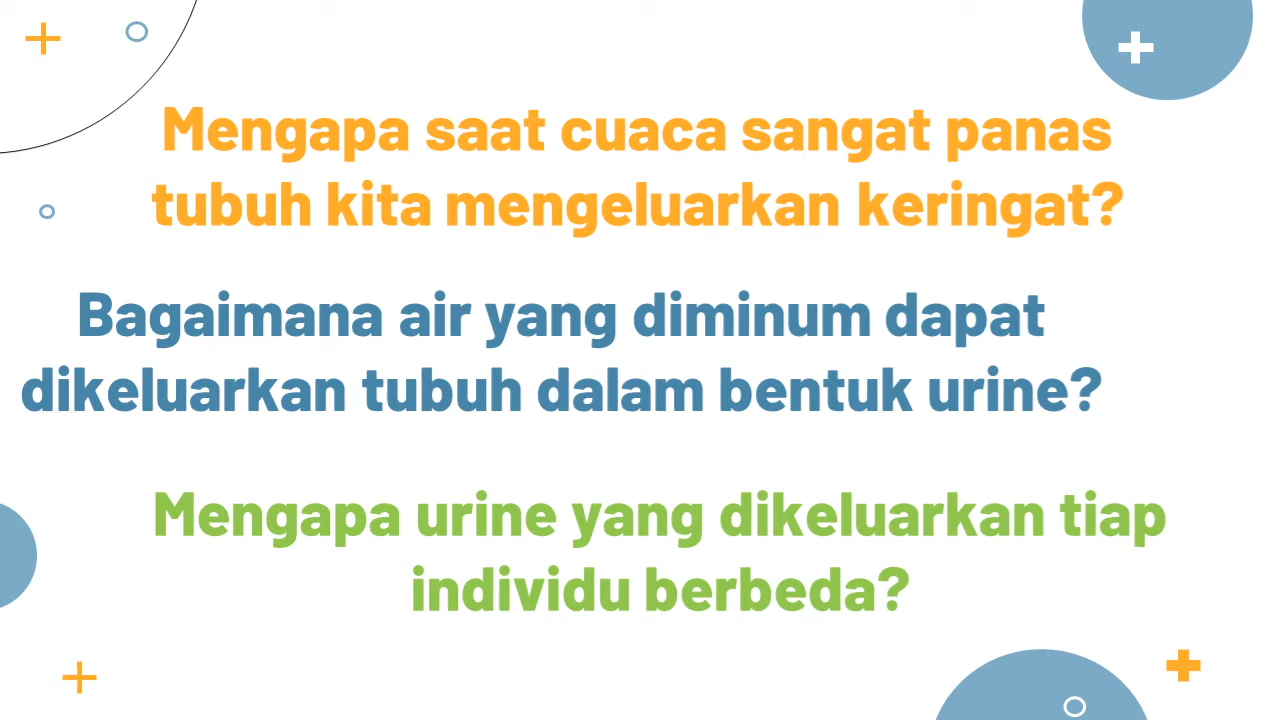 Mengapa saat cuaca sangat panas
tubuh kita mengeluarkan keringat?
Bagaimana air yang diminum dapat
dikeluarkan tubuh dalam bentuk urine?
Mengapa urine yang dikeluarkan tiap
individu berbeda?